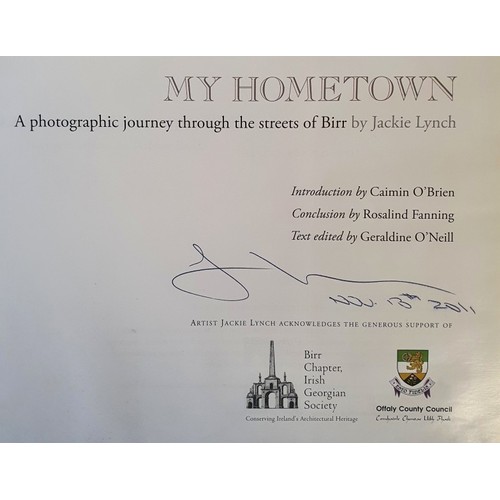 MY HOMETOWN
A photographic journey through the streets of Birr by Jackie Lynch
Introduction by Caimin O'Brien
Conclusion by Rosalind Fanning
Text edited by Geraldine O'Neill
Nov. 13th 2011
ARTIST JACKIE LYNCH ACKNOWLEDGES THE GENEROUS SUPPORT OF
Birr
Chapter,
Irish
Georgian
Society
Conserving Ireland's Architectural Heritage
Offaly County Council